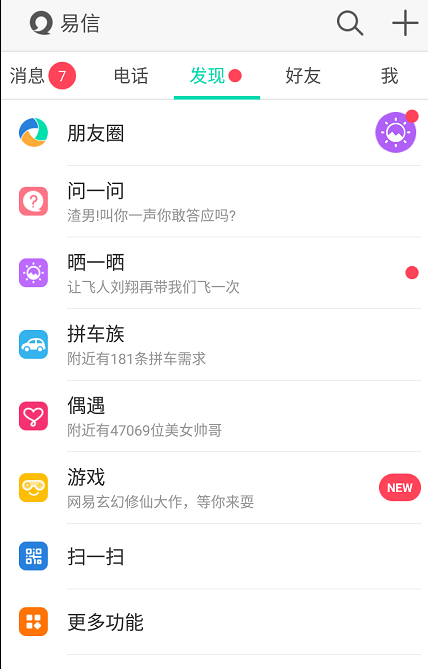 易信
消息 7 电话 发现 好友 我
朋友圈
问一问
渣男!叫你一声你敢答应吗?
晒一晒
让飞人刘翔再带我们飞一次
拼车族
附近有181条拼车需求
偶遇
附近有47069位美女帅哥
游戏
网易玄幻修仙大作，等你来耍
NEW
扫一扫
更多功能